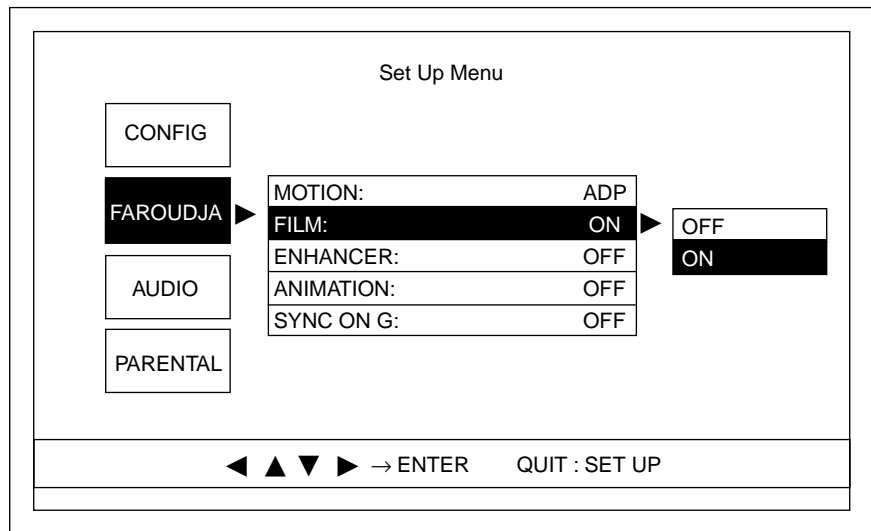 Set Up Menu
CONFIG
FAROUDJA
AUDIO
PARENTAL
MOTION: ADP
FILM: ON
ENHANCER: OFF
ANIMATION: OFF
SYNC ON G: OFF
OFF
ON
◀ ▲ ▼ ▶ → ENTER QUIT : SET UP